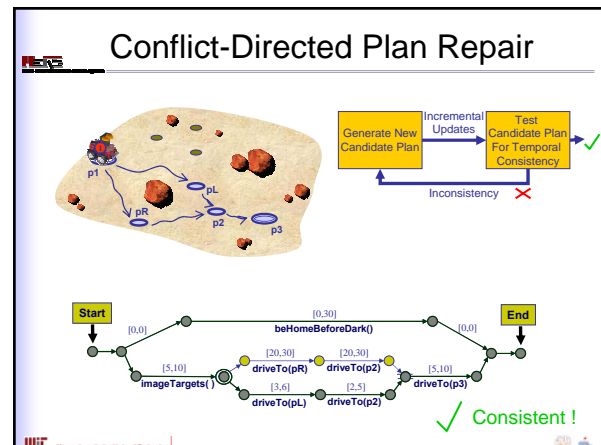 Conflict-Directed Plan Repair
MERS
Generate New
Candidate Plan
Incremental
Updates
Test
Candidate Plan
For Temporal
Consistency
Inconsistency
p1
pL
pR
p2
p3
Start
End
[0,30]
beHomeBeforeDark()
[0,0]
[0,0]
[20,30]
driveTo(pR)
[20,30]
driveTo(p2)
[5,10]
imageTargets( )
[5,10]
driveTo(p3)
[3,6]
driveTo(pL)
[2,5]
driveTo(p2)
Consistent !